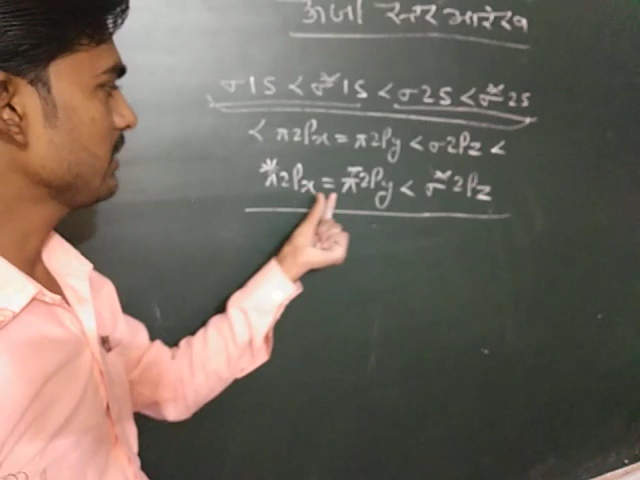 ऊर्जा स्तर आरेख
σ1s < σ*1s < σ2s < σ*2s
< π2Px = π2Py < σ2Pz <
π*2Px = π*2Py < σ*2Pz